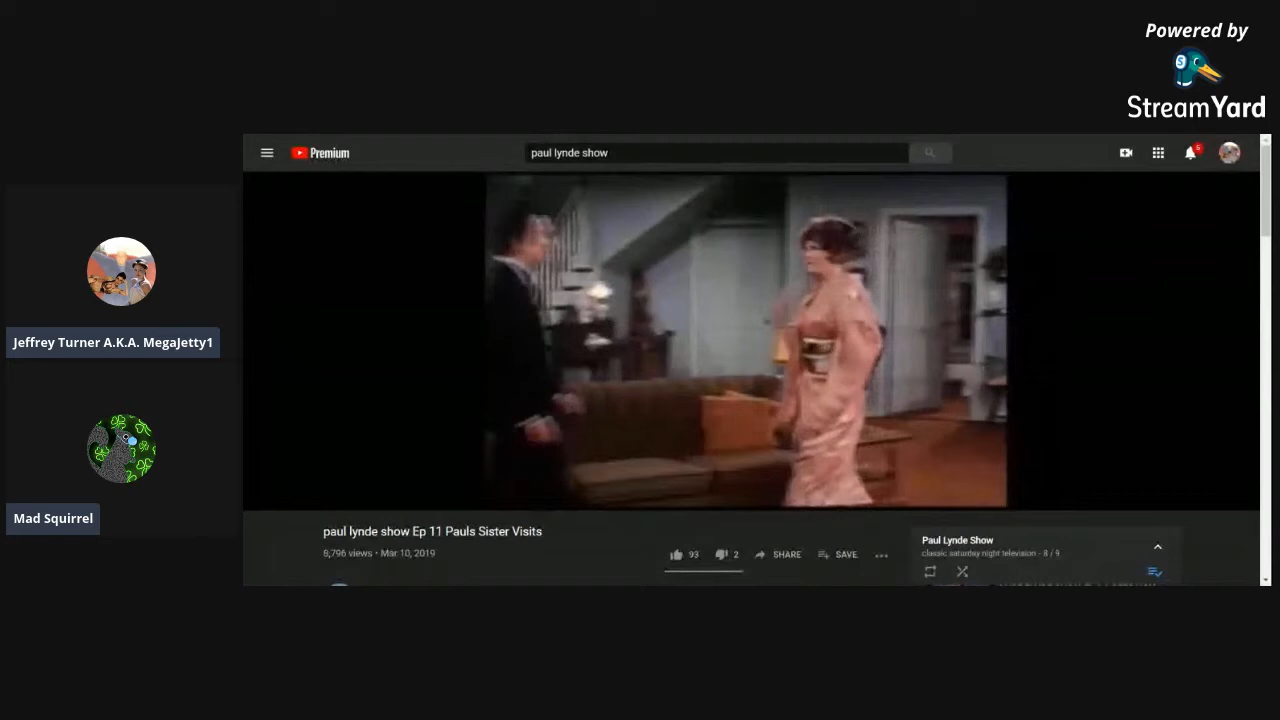 Powered by
StreamYard
Premium
paul lynde show
5
Jeffrey Turner A.K.A. MegaJetty1
Mad Squirrel
paul lynde show Ep 11 Pauls Sister Visits
8,796 views • Mar 10, 2019
93
2
SHARE
SAVE
Paul Lynde Show
classic saturday night television - 8 / 9